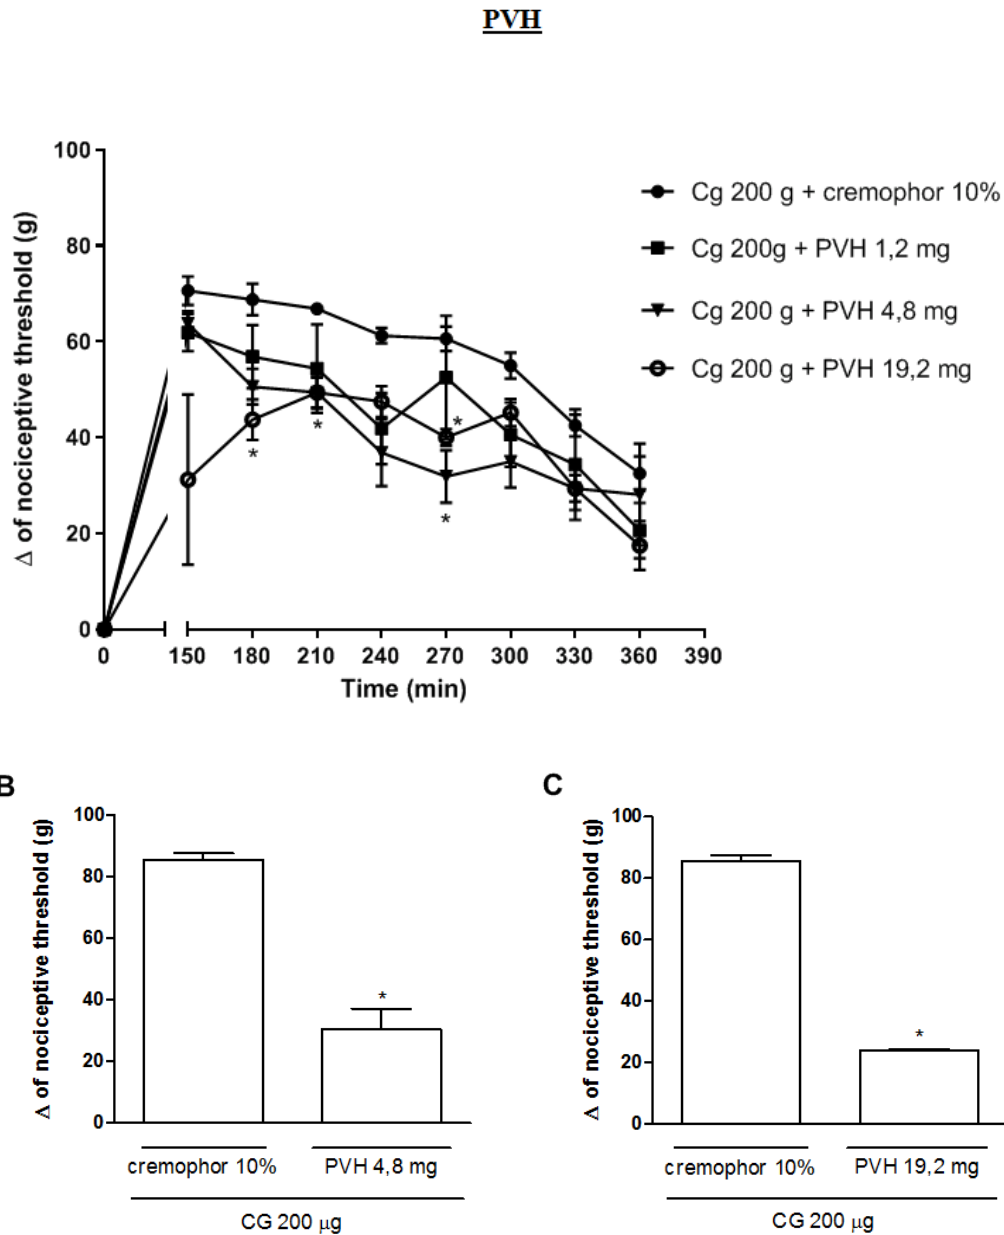 PVH
100
80
60
40
20
0
Δ of nociceptive threshold (g)
Cg 200 g + cremophor 10%
Cg 200g + PVH 1,2 mg
Cg 200 g + PVH 4,8 mg
Cg 200 g + PVH 19,2 mg
*
*
*
*
0 150 180 210 240 270 300 330 360 390
Time (min)
B
100
80
60
40
20
0
Δ of nociceptive threshold (g)
*
cremophor 10% PVH 4,8 mg
CG 200 μg
C
100
80
60
40
20
0
Δ of nociceptive threshold (g)
*
cremophor 10% PVH 19,2 mg
CG 200 μg